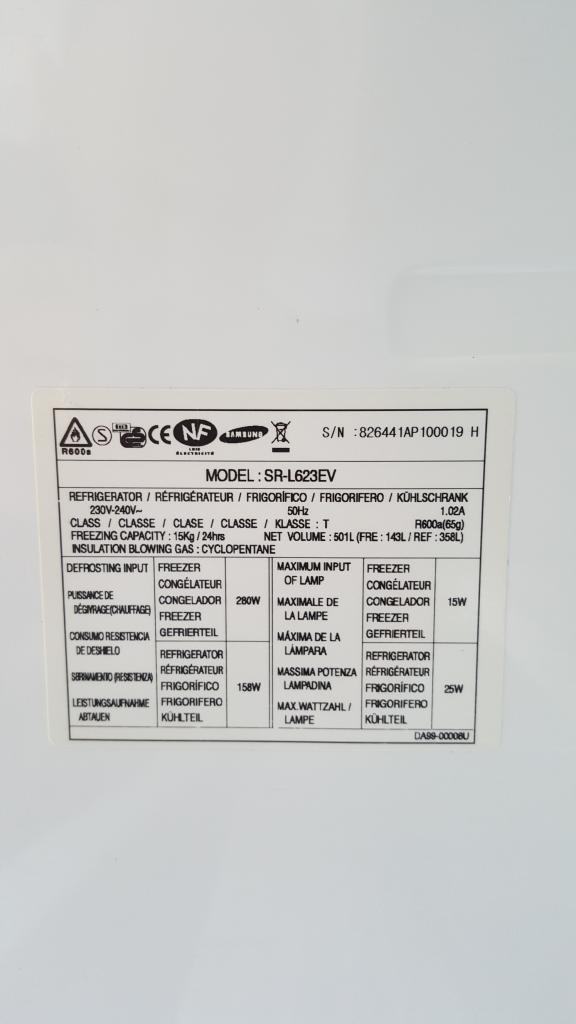 R600a
CE NF SAMSUNG
ÉLECTRICITÉ
S/N :826441AP100019 H
MODEL : SR-L623EV
REFRIGERATOR / RÉFRIGÉRATEUR / FRIGORÍFICO / FRIGORIFERO / KÜHLSCHRANK
230V-240V~ 50Hz 1.02A
CLASS / CLASSE / CLASE / CLASSE / KLASSE : T R600a(65g)
FREEZING CAPACITY : 15Kg / 24hrs NET VOLUME : 501L (FRE : 143L / REF : 358L)
INSULATION BLOWING GAS : CYCLOPENTANE
DEFROSTING INPUT
PUISSANCE DE
DÉGIVRAGE(CHAUFFAGE)
CONSUMO RESISTENCIA
DE DESHIELO
SBRINAMENTO (RESISTENZA)
LEISTUNGSAUFNAHME
ABTAUEN
FREEZER
CONGÉLATEUR
CONGELADOR
FREEZER
GEFRIERTEIL
280W
REFRIGERATOR
RÉFRIGÉRATEUR
FRIGORÍFICO
FRIGORIFERO
KÜHLTEIL
158W
MAXIMUM INPUT
OF LAMP
MAXIMALE DE
LA LAMPE
MÁXIMA DE LA
LÁMPARA
MASSIMA POTENZA
LAMPADINA
MAX.WATTZAHL /
LAMPE
FREEZER
CONGÉLATEUR
CONGELADOR
FREEZER
GEFRIERTEIL
15W
REFRIGERATOR
RÉFRIGÉRATEUR
FRIGORÍFICO
FRIGORIFERO
KÜHLTEIL
25W
DA99-00008U